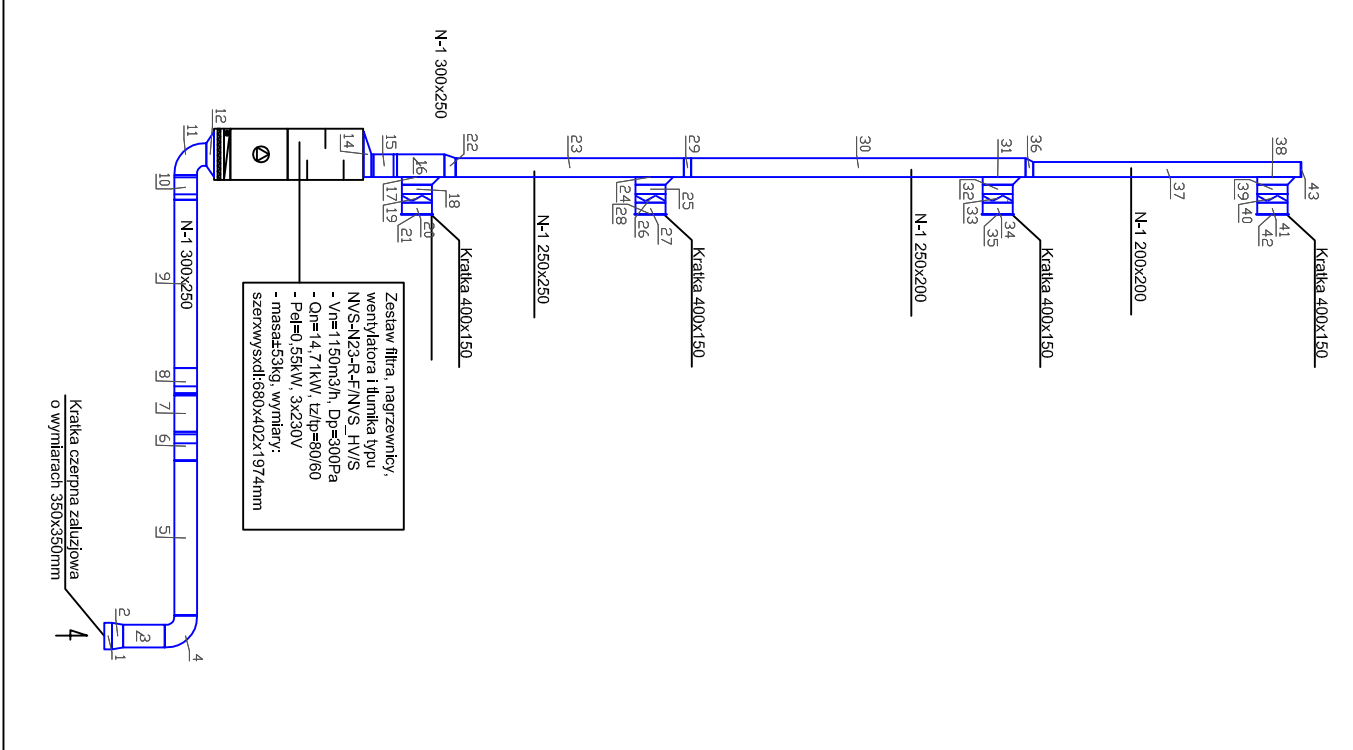 N-1 300x250
N-1 300x250
N-1 250x250
N-1 250x200
N-1 200x200
Kratka 400x150
Kratka 400x150
Kratka 400x150
Kratka 400x150
Zestaw filtra, nagrzewnicy,
wentylatora i tłumika typu
NVS-N23-R-F/NVS_HV/S
- Vn=1150m3/h, Dp=300Pa
- Qn=14,71kW, tz/tp=80/60
- Pel=0,55kW, 3x230V
- masa±53kg, wymiary:
szerxwysxdl:680x402x1974mm
Kratka czerpna zaluzjowa
o wymiarach 350x350mm
1
2
3
4
5
6
7
8
9
10
11
12
14
15
16
17
18
19
20
21
22
23
24
25
26
27
28
29
30
31
32
33
34
35
36
37
38
39
40
41
42
43